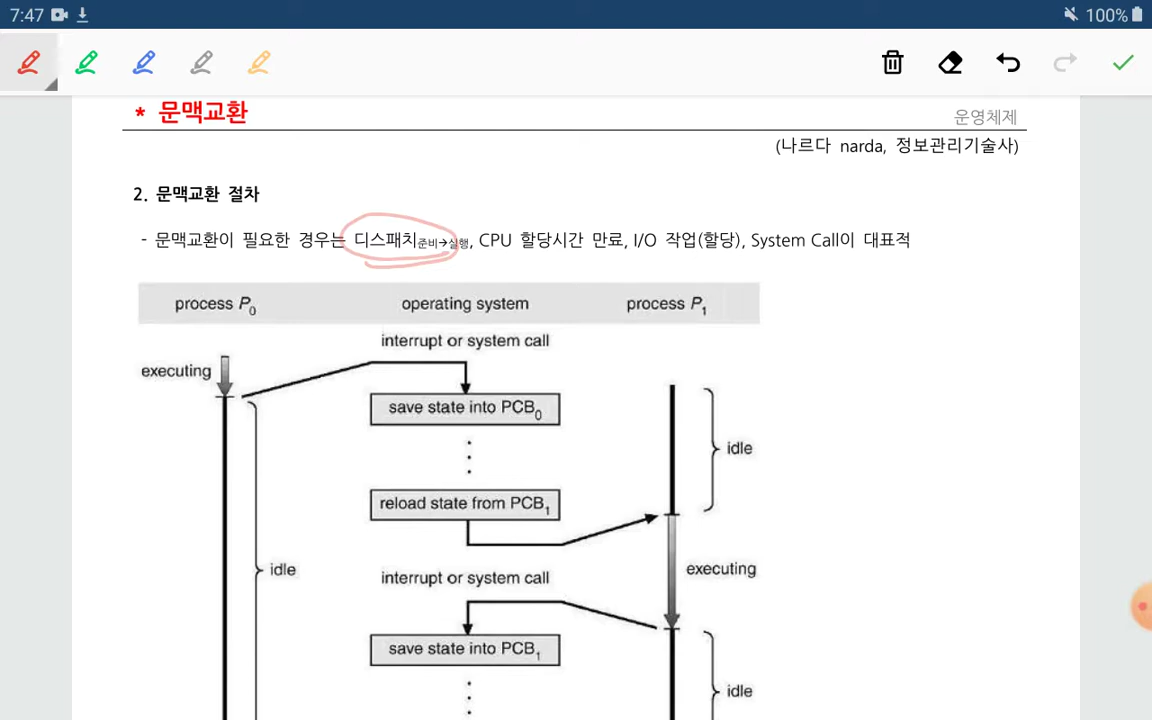 7:47 100%
* 문맥교환
운영체제
(나르다 narda, 정보관리기술사)
2. 문맥교환 절차
- 문맥교환이 필요한 경우는 디스패치준비→실행, CPU 할당시간 만료, I/O 작업(할당), System Call이 대표적
process P0 operating system process P1
interrupt or system call
executing
save state into PCB0
idle
reload state from PCB1
idle
interrupt or system call
executing
save state into PCB1
idle